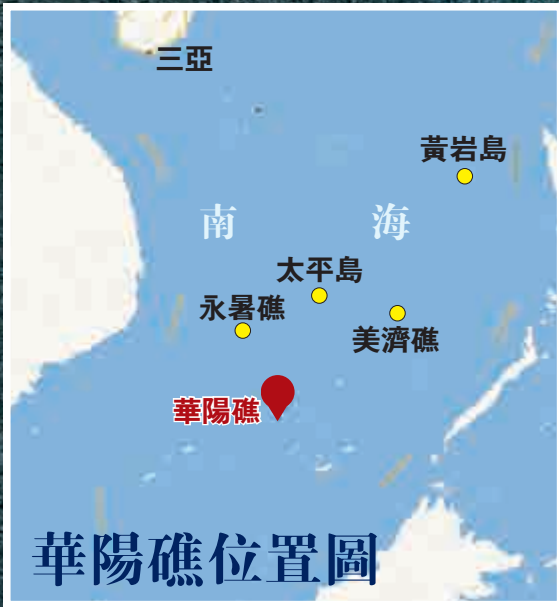 三亞
黃岩島
南海
太平島
永暑礁
美濟礁
華陽礁
華陽礁位置圖